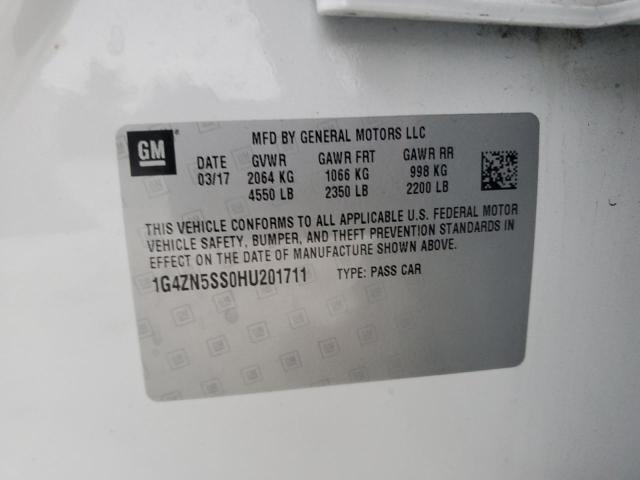 GM
MFD BY GENERAL MOTORS LLC
DATE GVWR GAWR FRT GAWR RR
03/17 2064 KG 1066 KG 998 KG
4550 LB 2350 LB 2200 LB
THIS VEHICLE CONFORMS TO ALL APPLICABLE U.S. FEDERAL MOTOR
VEHICLE SAFETY, BUMPER, AND THEFT PREVENTION STANDARDS IN
EFFECT ON THE DATE OF MANUFACTURE SHOWN ABOVE.
1G4ZN5SS0HU201711 TYPE: PASS CAR